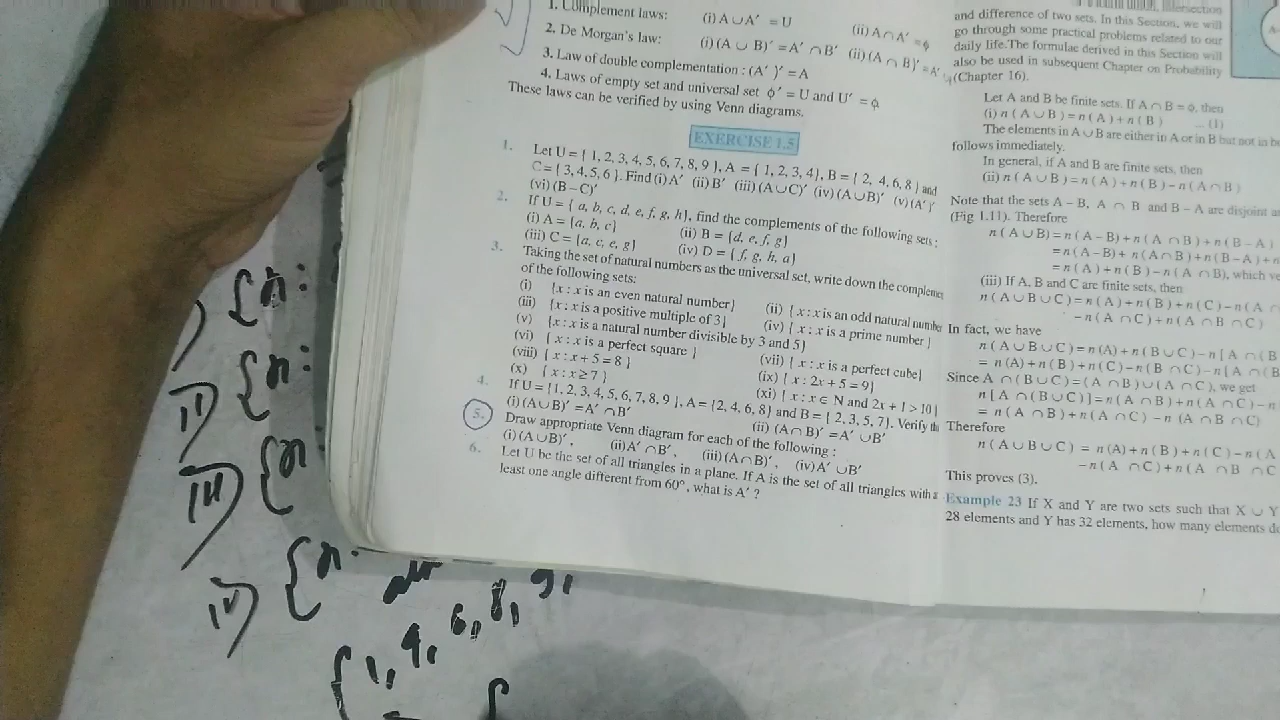 1. Complement laws: (i) A ∪ A′ = U (ii) A ∩ A′ = ϕ
2. De Morgan's law: (i) (A ∪ B)′ = A′ ∩ B′ (ii) (A ∩ B)′ = A′
3. Law of double complementation : (A′ )′ = A
4. Laws of empty set and universal set ϕ′ = U and U′ = ϕ
These laws can be verified by using Venn diagrams.
EXERCISE 1.5
1. Let U = { 1, 2, 3, 4, 5, 6, 7, 8, 9 }, A = { 1, 2, 3, 4}, B = { 2, 4, 6, 8 } and
C = { 3, 4, 5, 6 }. Find (i) A′ (ii) B′ (iii) (A ∪ C)′ (iv) (A ∪ B)′ (v) (A′)′
(vi) (B – C)′
2. If U = { a, b, c, d, e, f, g, h}, find the complements of the following sets :
(i) A = {a, b, c} (ii) B = {d, e, f, g}
(iii) C = {a, c, e, g} (iv) D = { f, g, h, a}
3. Taking the set of natural numbers as the universal set, write down the
of the following sets:
(i) {x : x is an even natural number} (ii) { x : x is an odd natural
(iii) {x : x is a positive multiple of 3} (iv) { x : x is a prime number }
(v) {x : x is a natural number divisible by 3 and 5}
(vi) { x : x is a perfect square } (vii) { x : x is a perfect cube}
(viii) { x : x + 5 = 8 } (ix) { x : 2x + 5 = 9}
(x) { x : x ≥ 7 } (xi) { x : x ∈ N and 2x + 1 > 10 }
4. If U = { 1, 2, 3, 4, 5, 6, 7, 8, 9 }, A = {2, 4, 6, 8} and B = { 2, 3, 5, 7}. Verify
(i) (A ∪ B)′ = A′ ∩ B′ (ii) (A ∩ B)′ = A′ ∪ B′
5. Draw appropriate Venn diagram for each of the following :
(i) (A ∪ B)′, (ii) A′ ∩ B′, (iii) (A ∩ B)′, (iv) A′ ∪ B′
6. Let U be the set of all triangles in a plane. If A is the set of all triangles with
least one angle different from 60°, what is A′ ?
and difference of two sets. In this Section, we will
go through some practical problems related to our
daily life. The formulae derived in this Section will
also be used in subsequent Chapter on Probability
(Chapter 16).
Let A and B be finite sets. If A ∩ B = ϕ, then
(i) n ( A ∪ B ) = n ( A ) + n ( B ) ... (1)
The elements in A ∪ B are either in A or in B but not in
follows immediately.
In general, if A and B are finite sets, then
(ii) n ( A ∪ B ) = n ( A ) + n ( B ) – n ( A ∩ B )
Note that the sets A – B, A ∩ B and B – A are disjoint
(Fig 1.11). Therefore
n ( A ∪ B) = n ( A – B) + n ( A ∩ B ) + n ( B – A )
= n ( A – B) + n ( A ∩ B ) + n ( B – A ) +
= n ( A ) + n ( B ) – n ( A ∩ B), which
(iii) If A, B and C are finite sets, then
n ( A ∪ B ∪ C ) = n ( A ) + n ( B ) + n ( C ) – n ( A
– n ( A ∩ C ) + n ( A ∩ B ∩ C )
In fact, we have
n ( A ∪ B ∪ C ) = n (A) + n ( B ∪ C ) – n [ A ∩ ( B
= n (A) + n ( B ) + n ( C ) – n ( B ∩ C ) – n [ A ∩ ( B
Since A ∩ ( B ∪ C ) = ( A ∩ B ) ∪ ( A ∩ C ), we get
n [ A ∩ ( B ∪ C ) ] = n ( A ∩ B ) + n ( A ∩ C ) – n
= n ( A ∩ B ) + n ( A ∩ C ) – n ( A ∩ B ∩ C )
Therefore
n ( A ∪ B ∪ C ) = n (A) + n ( B ) + n ( C ) – n ( A
– n ( A ∩ C ) + n ( A ∩ B ∩ C
This proves (3).
Example 23 If X and Y are two sets such that X ∪ Y
28 elements and Y has 32 elements, how many elements
) {x:
ii) {x:
iii) {x
iv) {x:
{ 1, 4, 6, 8, 9,
{